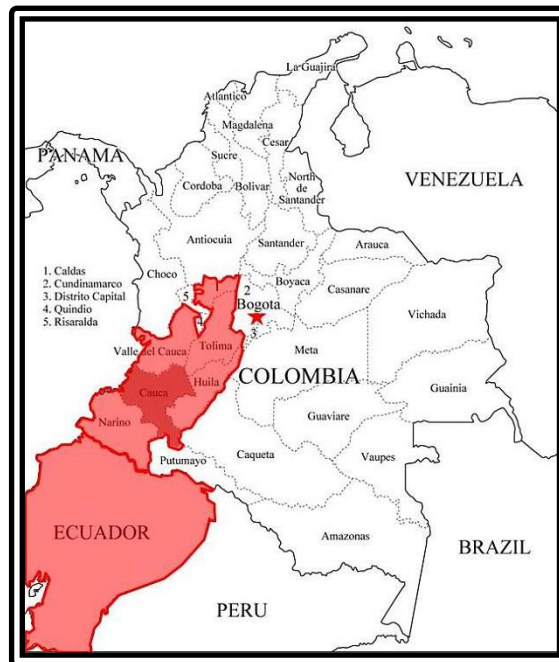 La Guajira
Atlantico
Magdalena
Cesar
PANAMA
Sucre
VENEZUELA
Cordoba
Bolivar
North
de
Santander
Antiocuia
Santander
Arauca
Choco
Boyaca
Casanare
1. Caldas
2. Cundinamarco
3. Distrito Capital
4. Quindio
5. Risaralda
5
2
Bogota
4
3
Vichada
Valle del Cauca
Tolima
Meta
COLOMBIA
Cauca
Huila
Guainia
Narino
Guaviare
Putumayo
Caqueta
Vaupes
ECUADOR
Amazonas
BRAZIL
PERU